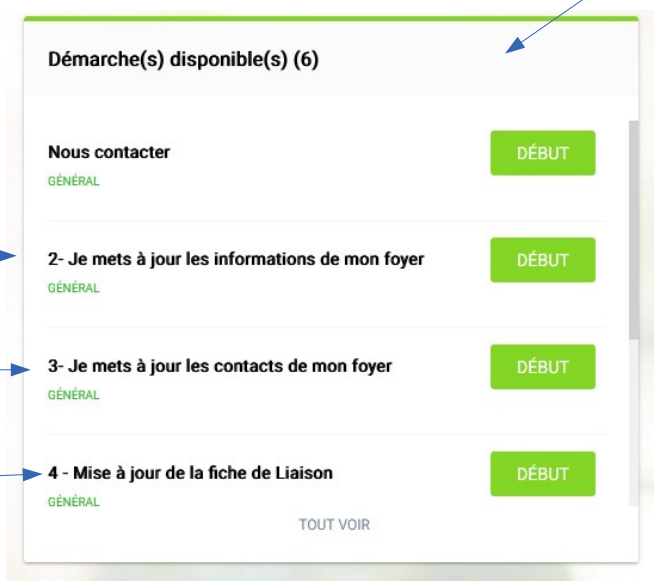 Démarche(s) disponible(s) (6)
Nous contacter
DÉBUT
GÉNÉRAL
2- Je mets à jour les informations de mon foyer
DÉBUT
GÉNÉRAL
3- Je mets à jour les contacts de mon foyer
DÉBUT
GÉNÉRAL
4 - Mise à jour de la fiche de Liaison
DÉBUT
GÉNÉRAL
TOUT VOIR